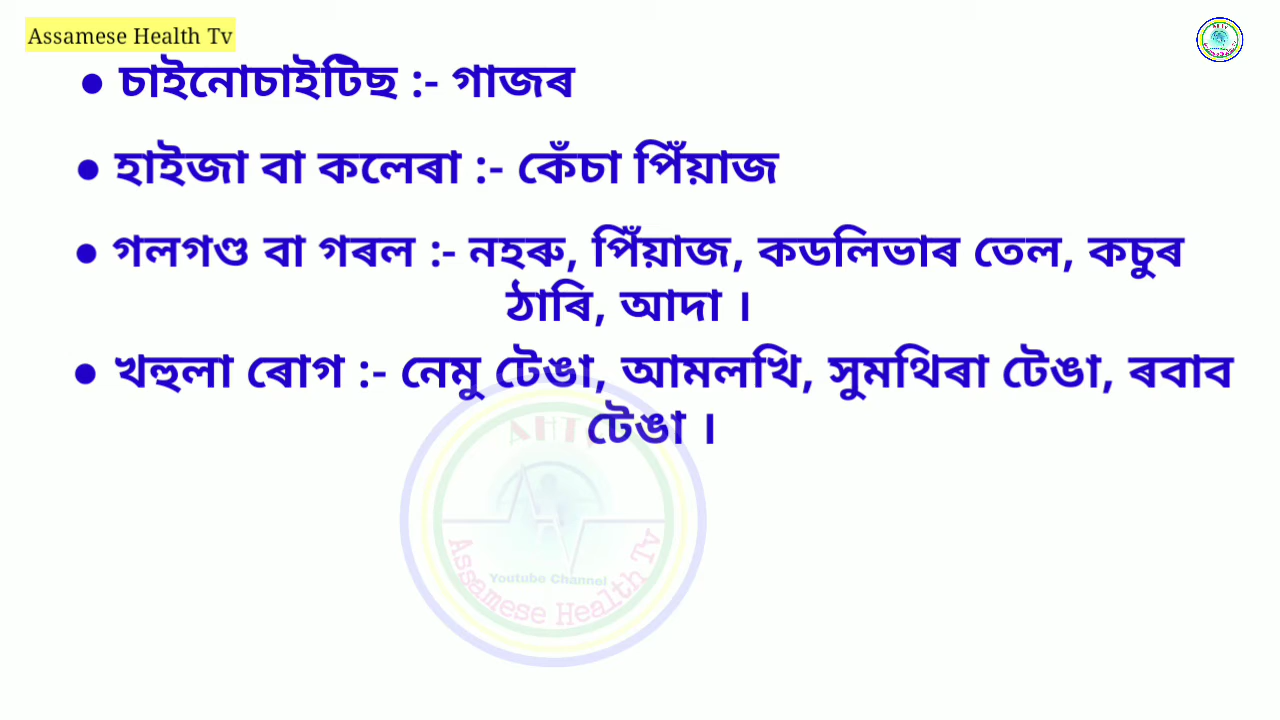 Assamese Health Tv
● চাইনোচাইটিছ :- গাজৰ
● হাইজা বা কলেৰা :- কেঁচা পিঁয়াজ
● গলগণ্ড বা গৰল :- নহৰু, পিঁয়াজ, কডলিভাৰ তেল, কচুৰ
ঠাৰি, আদা ।
● খহুলা ৰোগ :- নেমু টেঙা, আমলখি, সুমথিৰা টেঙা, ৰবাব
টেঙা ।
AHTv
Youtube Channel
Assamese Health Tv